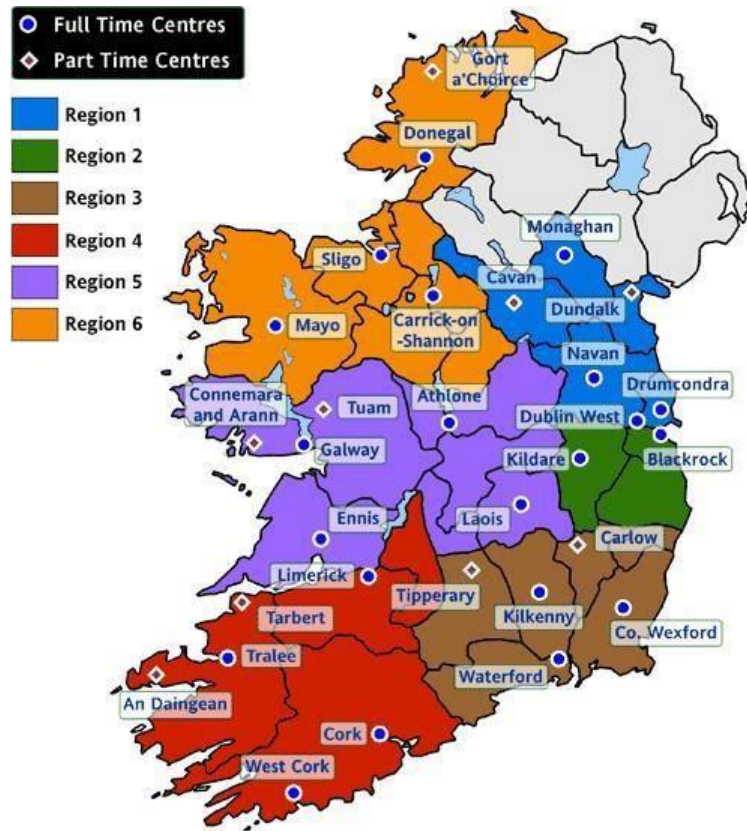 Full Time Centres
Part Time Centres
Region 1
Region 2
Region 3
Region 4
Region 5
Region 6
Gort
a'Choirce
Donegal
Monaghan
Sligo
Cavan
Dundalk
Mayo
Carrick-on
-Shannon
Navan
Drumcondra
Connemara
and Arann
Tuam
Athlone
Dublin West
Galway
Kildare
Blackrock
Ennis
Laois
Carlow
Limerick
Tipperary
Tarbert
Kilkenny
Co. Wexford
Tralee
Waterford
An Daingean
Cork
West Cork